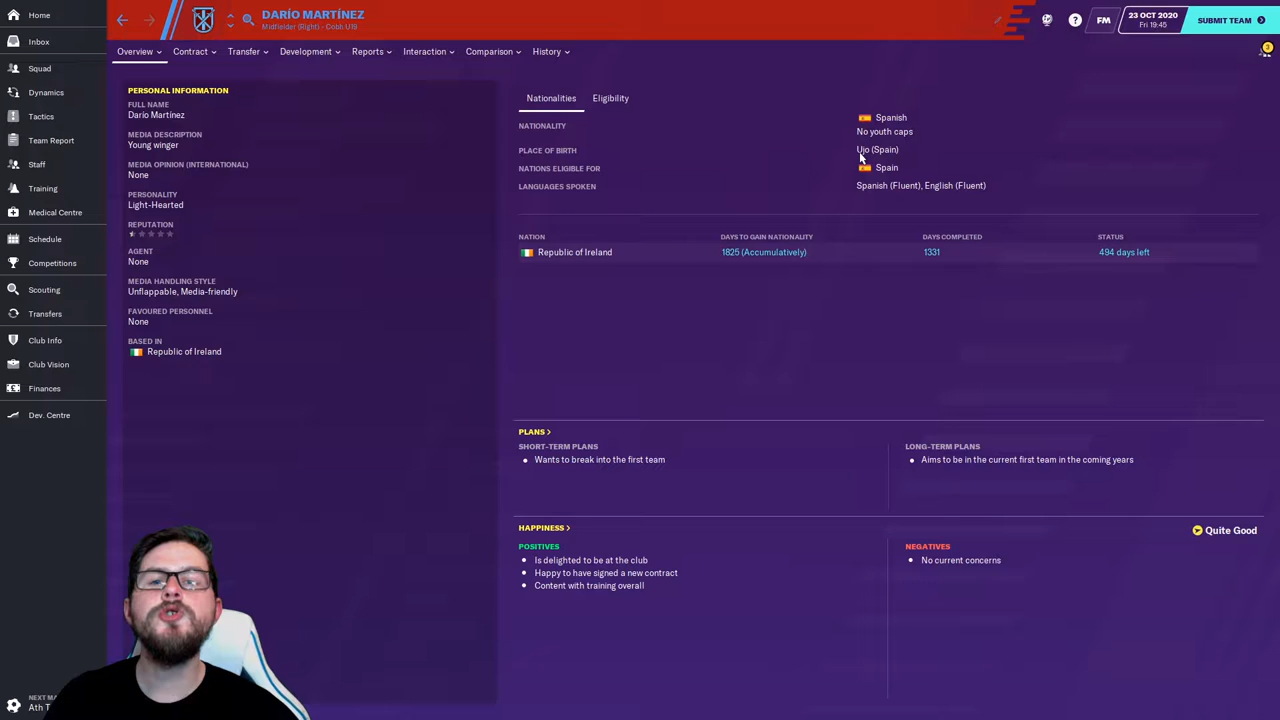 Home
DARÍO MARTÍNEZ
Midfielder (Right) - Cobh U19
?
FM
23 OCT 2020
Fri 19:45
SUBMIT TEAM
Inbox
Squad
Dynamics
Tactics
Team Report
Staff
Training
Medical Centre
Schedule
Competitions
Scouting
Transfers
Club Info
Club Vision
Finances
Dev. Centre
Overview
Contract
Transfer
Development
Reports
Interaction
Comparison
History
PERSONAL INFORMATION
FULL NAME
Darío Martínez
MEDIA DESCRIPTION
Young winger
MEDIA OPINION (INTERNATIONAL)
None
PERSONALITY
Light-Hearted
REPUTATION
AGENT
None
MEDIA HANDLING STYLE
Unflappable, Media-friendly
FAVOURED PERSONNEL
None
BASED IN
Republic of Ireland
Nationalities Eligibility
NATIONALITY
Spanish
No youth caps
PLACE OF BIRTH
Ujo (Spain)
NATIONS ELIGIBLE FOR
Spain
LANGUAGES SPOKEN
Spanish (Fluent), English (Fluent)
NATION DAYS TO GAIN NATIONALITY DAYS COMPLETED STATUS
Republic of Ireland 1825 (Accumulatively) 1331 494 days left
PLANS >
SHORT-TERM PLANS
Wants to break into the first team
LONG-TERM PLANS
Aims to be in the current first team in the coming years
HAPPINESS >
Quite Good
POSITIVES
Is delighted to be at the club
Happy to have signed a new contract
Content with training overall
NEGATIVES
No current concerns